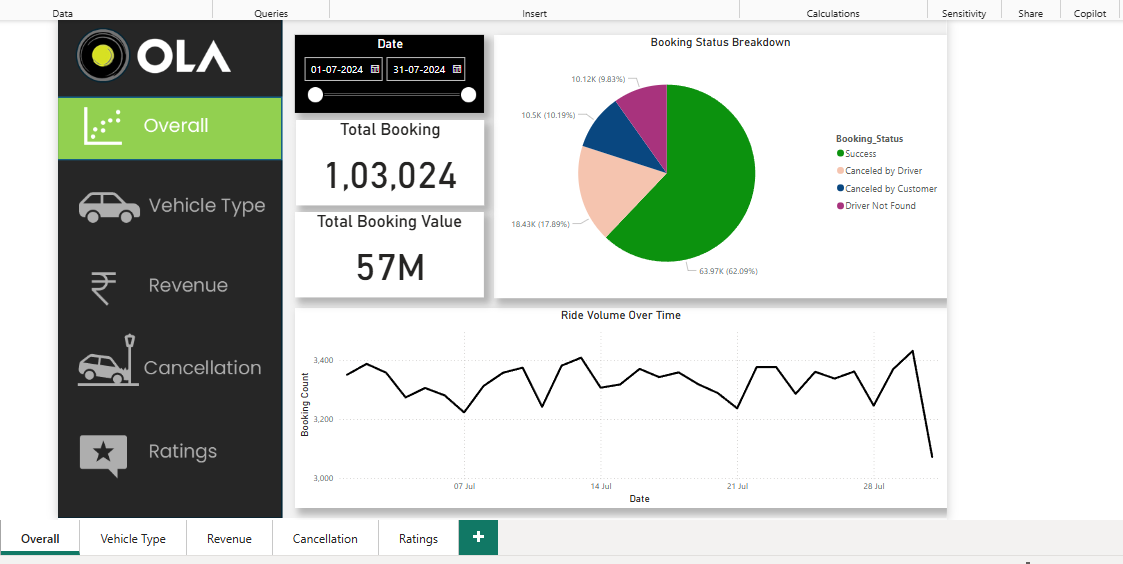 Data
Queries
Insert
Calculations
Sensitivity
Share
Copilot
OLA
Overall
Vehicle Type
Revenue
Cancellation
Ratings
Date
01-07-2024
31-07-2024
Total Booking
1,03,024
Total Booking Value
57M
Booking Status Breakdown
10.12K (9.83%)
10.5K (10.19%)
18.43K (17.89%)
63.97K (62.09%)
Booking_Status
Success
Canceled by Driver
Canceled by Customer
Driver Not Found
Ride Volume Over Time
Booking Count
3,400
3,200
3,000
07 Jul
14 Jul
21 Jul
28 Jul
Date
Overall
Vehicle Type
Revenue
Cancellation
Ratings
+